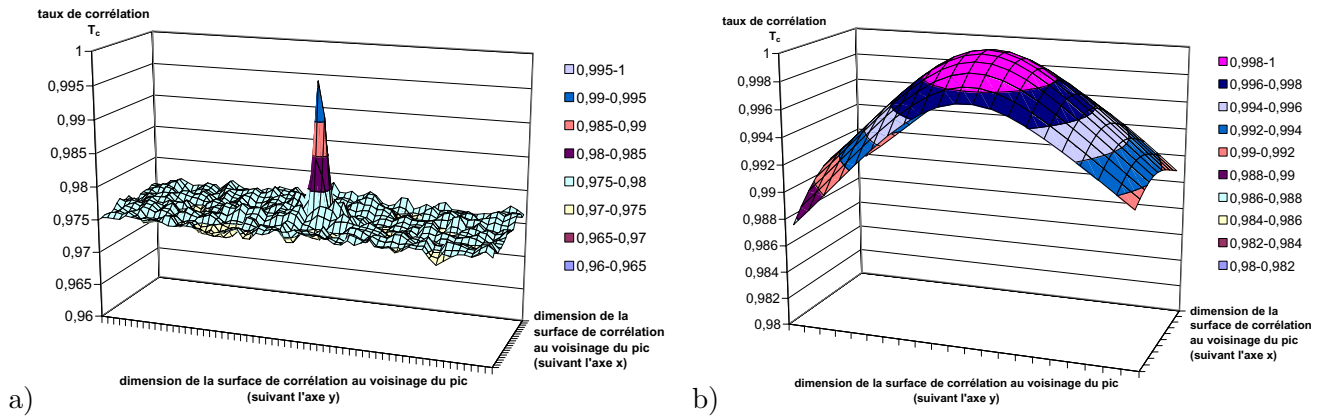 taux de corrélation
Tc
1
0,995
0,99
0,985
0,98
0,975
0,97
0,965
0,96
0,995-1
0,99-0,995
0,985-0,99
0,98-0,985
0,975-0,98
0,97-0,975
0,965-0,97
0,96-0,965
dimension de la
surface de corrélation
au voisinage du pic
(suivant l'axe x)
dimension de la surface de corrélation au voisinage du pic
(suivant l'axe y)
a)
taux de corrélation
Tc
1
0,998
0,996
0,994
0,992
0,99
0,988
0,986
0,984
0,982
0,98
0,998-1
0,996-0,998
0,994-0,996
0,992-0,994
0,99-0,992
0,988-0,99
0,986-0,988
0,984-0,986
0,982-0,984
0,98-0,982
dimension de la
surface de corrélation
au voisinage du pic
(suivant l'axe x)
dimension de la surface de corrélation au voisinage du pic
(suivant l'axe y)
b)